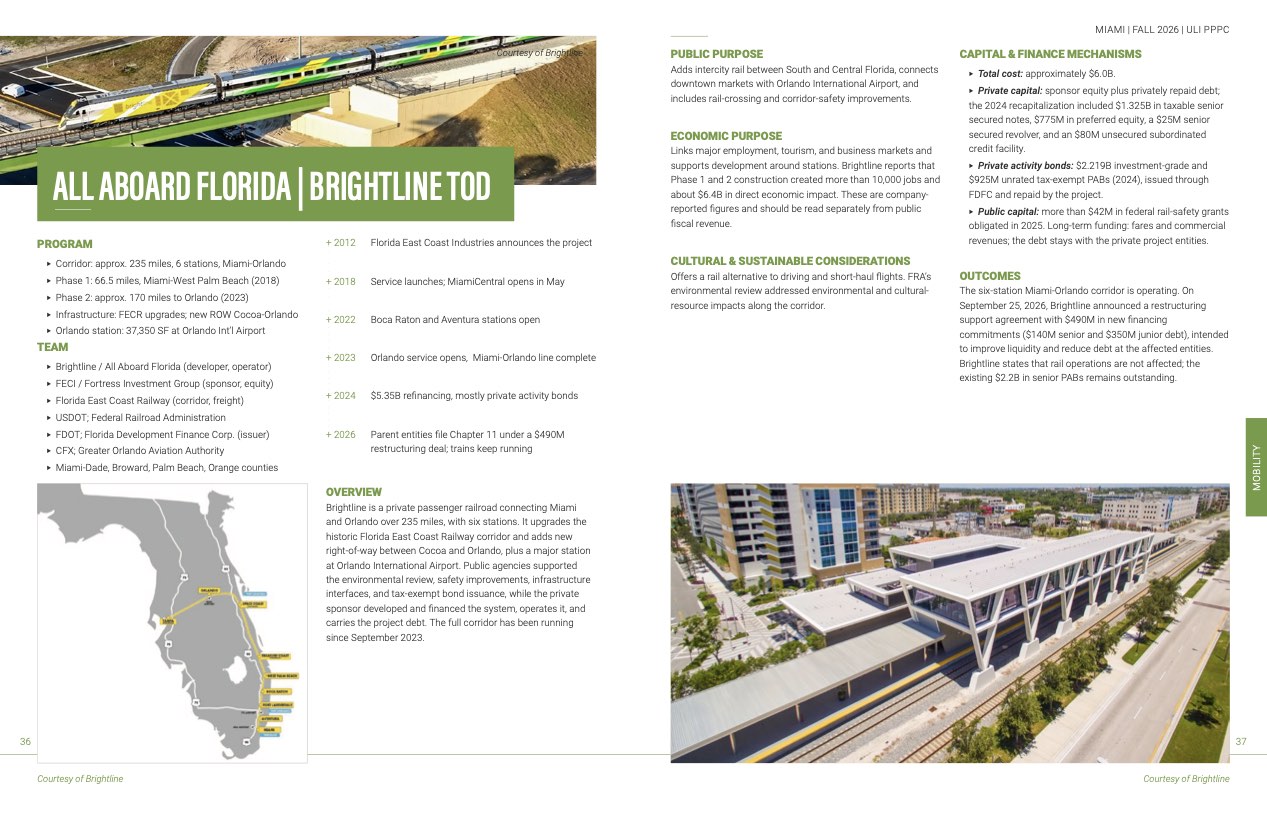 MIAMI | FALL 2026 | ULI PPPC
Courtesy of Brightline
ALL ABOARD FLORIDA | BRIGHTLINE TOD
PROGRAM
▸ Corridor: approx. 235 miles, 6 stations, Miami-Orlando
▸ Phase 1: 66.5 miles, Miami-West Palm Beach (2018)
▸ Phase 2: approx. 170 miles to Orlando (2023)
▸ Infrastructure: FECR upgrades; new ROW Cocoa-Orlando
▸ Orlando station: 37,350 SF at Orlando Int'l Airport
TEAM
▸ Brightline / All Aboard Florida (developer, operator)
▸ FECI / Fortress Investment Group (sponsor, equity)
▸ Florida East Coast Railway (corridor, freight)
▸ USDOT; Federal Railroad Administration
▸ FDOT; Florida Development Finance Corp. (issuer)
▸ CFX; Greater Orlando Aviation Authority
▸ Miami-Dade, Broward, Palm Beach, Orange counties
+ 2012 Florida East Coast Industries announces the project
+ 2018 Service launches; MiamiCentral opens in May
+ 2022 Boca Raton and Aventura stations open
+ 2023 Orlando service opens, Miami-Orlando line complete
+ 2024 $5.35B refinancing, mostly private activity bonds
+ 2026 Parent entities file Chapter 11 under a $490M
restructuring deal; trains keep running
ORLANDO
TAMPA
OVERVIEW
Brightline is a private passenger railroad connecting Miami
and Orlando over 235 miles, with six stations. It upgrades the
historic Florida East Coast Railway corridor and adds new
right-of-way between Cocoa and Orlando, plus a major station
at Orlando International Airport. Public agencies supported
the environmental review, safety improvements, infrastructure
interfaces, and tax-exempt bond issuance, while the private
sponsor developed and financed the system, operates it, and
carries the project debt. The full corridor has been running
since September 2023.
36
Courtesy of Brightline
PUBLIC PURPOSE
Adds intercity rail between South and Central Florida, connects
downtown markets with Orlando International Airport, and
includes rail-crossing and corridor-safety improvements.
ECONOMIC PURPOSE
Links major employment, tourism, and business markets and
supports development around stations. Brightline reports that
Phase 1 and 2 construction created more than 10,000 jobs and
about $6.4B in direct economic impact. These are company-
reported figures and should be read separately from public
fiscal revenue.
CULTURAL & SUSTAINABLE CONSIDERATIONS
Offers a rail alternative to driving and short-haul flights. FRA's
environmental review addressed environmental and cultural-
resource impacts along the corridor.
CAPITAL & FINANCE MECHANISMS
▸ Total cost: approximately $6.0B.
▸ Private capital: sponsor equity plus privately repaid debt;
the 2024 recapitalization included $1.325B in taxable senior
secured notes, $775M in preferred equity, a $25M senior
secured revolver, and an $80M unsecured subordinated
credit facility.
▸ Private activity bonds: $2.219B investment-grade and
$925M unrated tax-exempt PABs (2024), issued through
FDFC and repaid by the project.
▸ Public capital: more than $42M in federal rail-safety grants
obligated in 2025. Long-term funding: fares and commercial
revenues; the debt stays with the private project entities.
OUTCOMES
The six-station Miami-Orlando corridor is operating. On
September 25, 2026, Brightline announced a restructuring
support agreement with $490M in new financing
commitments ($140M senior and $350M junior debt), intended
to improve liquidity and reduce debt at the affected entities.
Brightline states that rail operations are not affected; the
existing $2.2B in senior PABs remains outstanding.
MOBILITY
37
Courtesy of Brightline